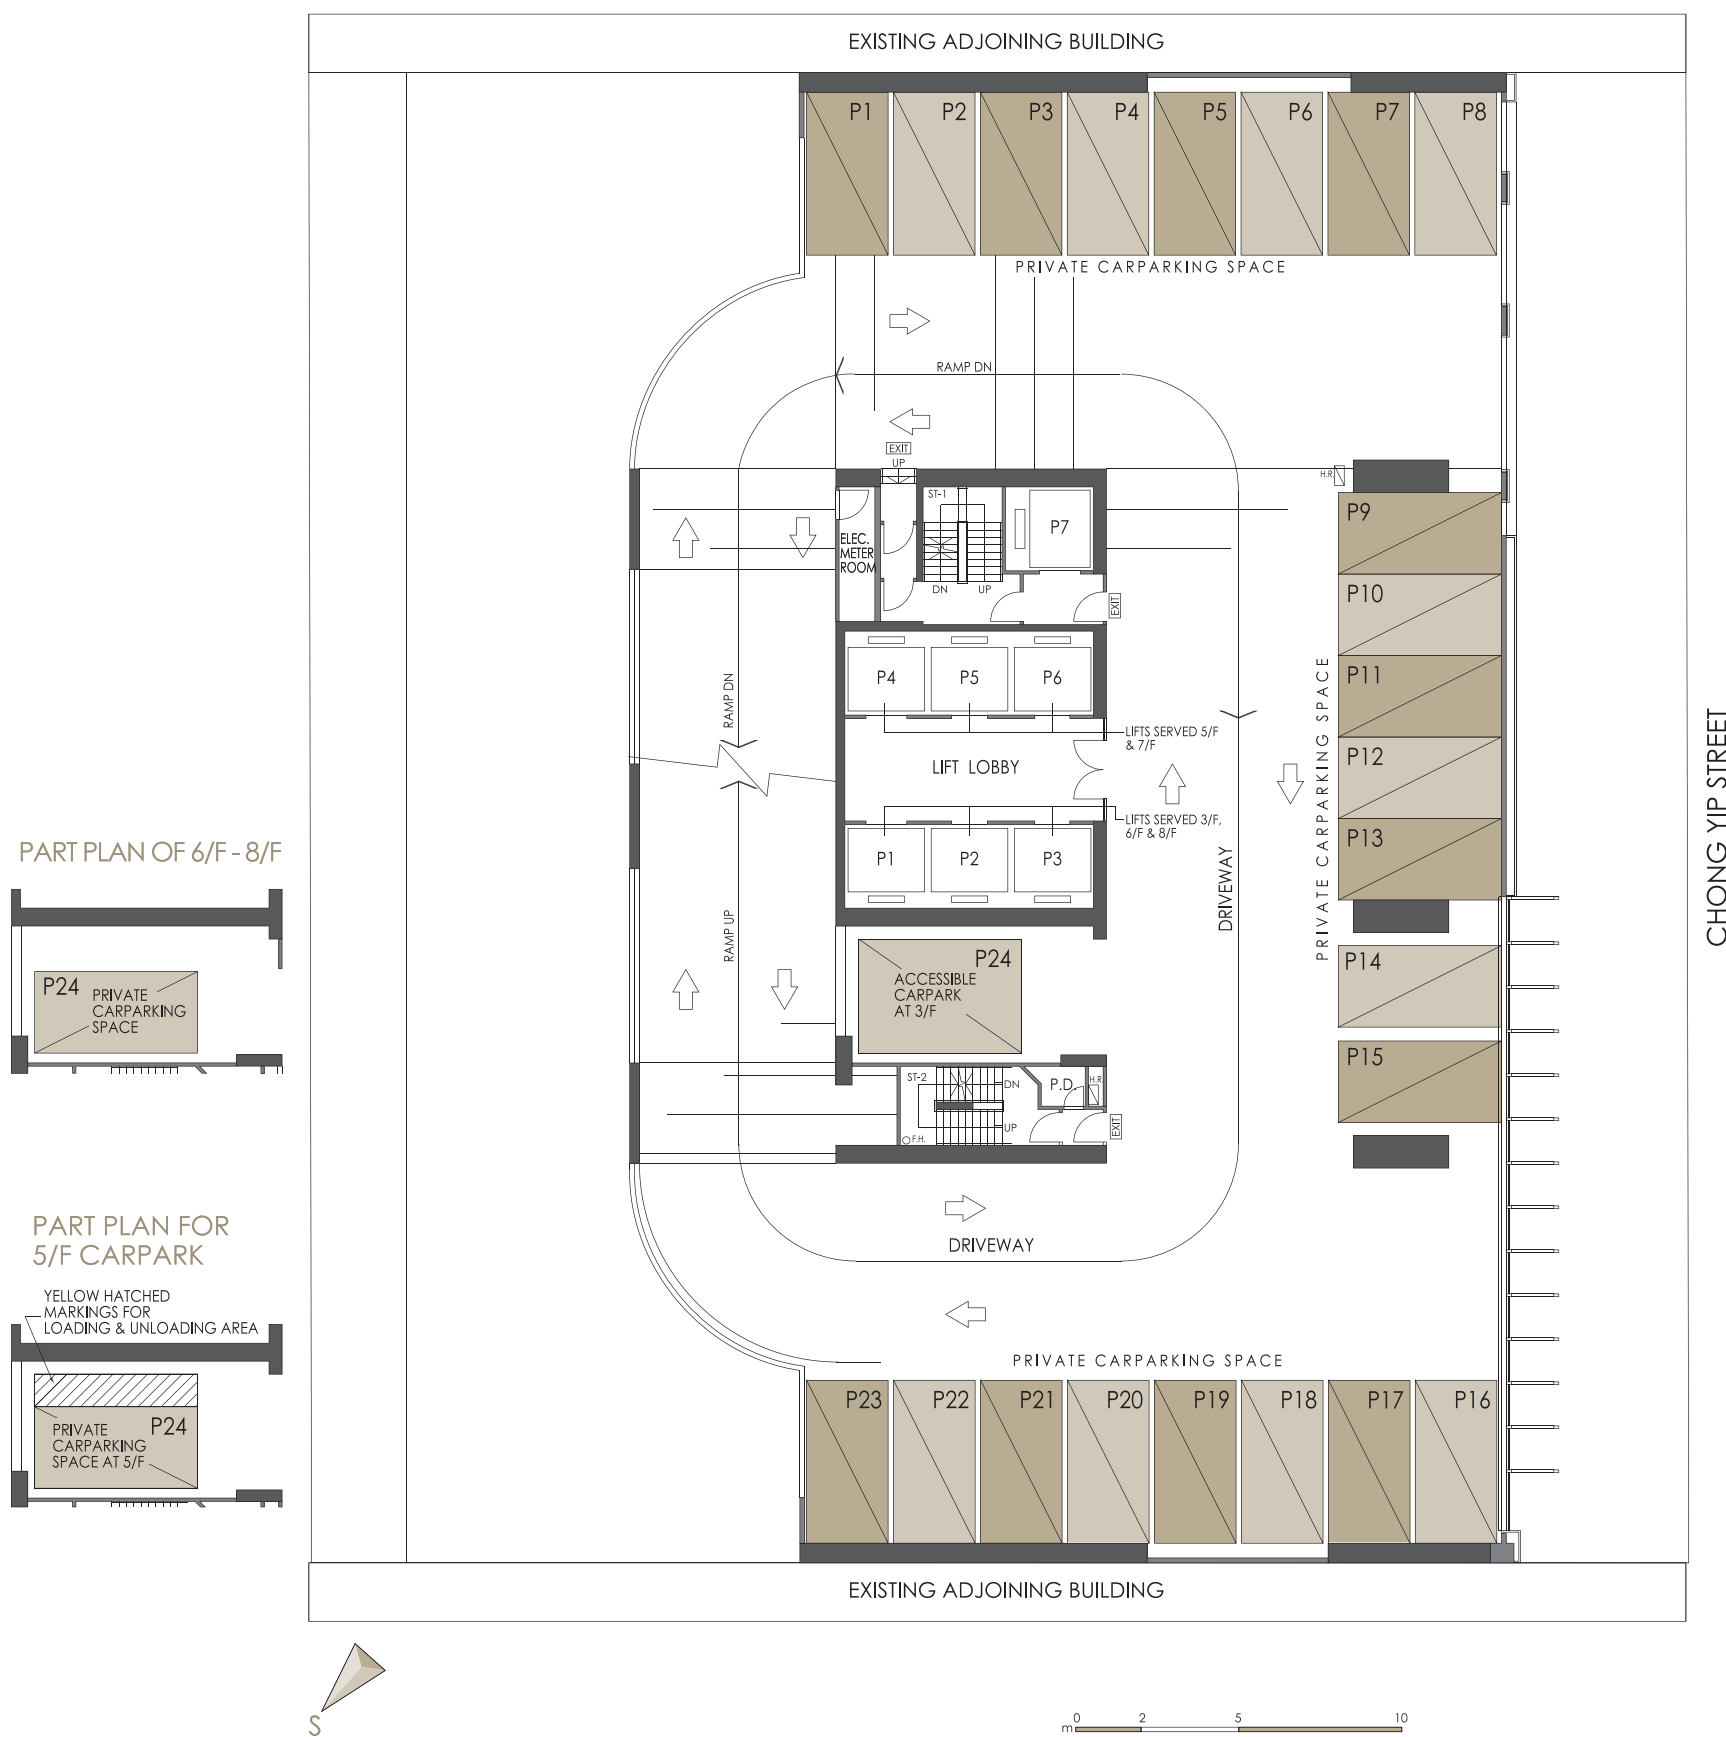 EXISTING ADJOINING BUILDING
P1
P2
P3
P4
P5
P6
P7
P8
PRIVATE CARPARKING SPACE
RAMP DN
EXIT
UP
H.R.
ST-1
P7
ELEC.
METER
ROOM
DN
UP
EXIT
P9
P10
P11
P12
P13
P14
P15
PRIVATE CARPARKING SPACE
CHONG YIP STREET
P4
P5
P6
RAMP DN
LIFTS SERVED 5/F
& 7/F
LIFT LOBBY
LIFTS SERVED 3/F,
6/F & 8/F
P1
P2
P3
DRIVEWAY
RAMP UP
P24
ACCESSIBLE
CARPARK
AT 3/F
ST-2
DN
P.D.
H.R.
UP
F.H.
EXIT
DRIVEWAY
PRIVATE CARPARKING SPACE
P23
P22
P21
P20
P19
P18
P17
P16
EXISTING ADJOINING BUILDING
PART PLAN OF 6/F - 8/F
P24
PRIVATE
CARPARKING
SPACE
PART PLAN FOR
5/F CARPARK
YELLOW HATCHED
MARKINGS FOR
LOADING & UNLOADING AREA
P24
PRIVATE
CARPARKING
SPACE AT 5/F
S
m
0
2
5
10